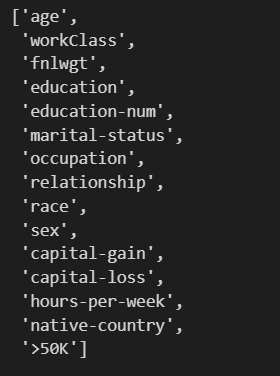 ['age',
'workClass',
'fnlwgt',
'education',
'education-num',
'marital-status',
'occupation',
'relationship',
'race',
'sex',
'capital-gain',
'capital-loss',
'hours-per-week',
'native-country',
'>50K']